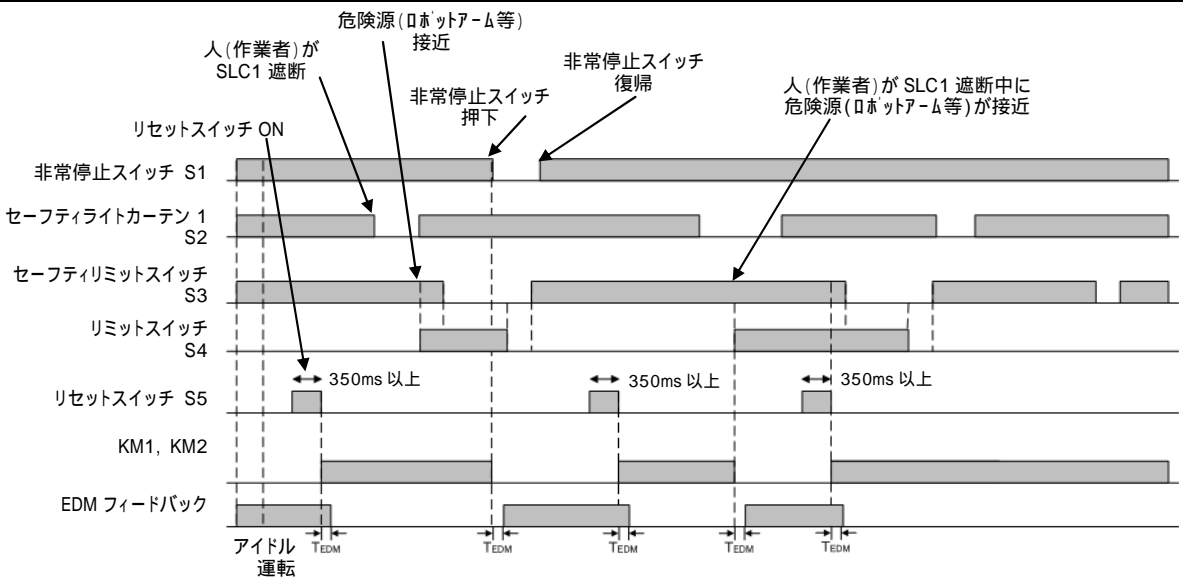 危険源(ﾛﾎﾞｯﾄｱｰﾑ等)
接近
人(作業者)が
SLC1 遮断
非常停止スイッチ
押下
非常停止スイッチ
復帰
人(作業者)が SLC1 遮断中に
危険源(ﾛﾎﾞｯﾄｱｰﾑ等)が接近
リセットスイッチ ON
非常停止スイッチ S1
セーフティライトカーテン 1
S2
セーフティリミットスイッチ
S3
リミットスイッチ
S4
350ms 以上
350ms 以上
350ms 以上
リセットスイッチ S5
KM1, KM2
EDM フィードバック
TEDM
TEDM
TEDM
TEDM
TEDM
アイドル
運転